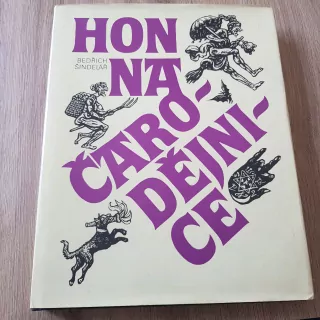 HON
BEDŘICH
ŠINDELÁŘ
NA
ČARO-
DĚJNI-
CE